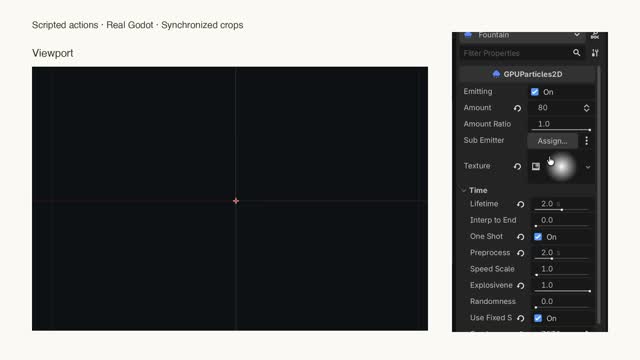 Scripted actions · Real Godot · Synchronized crops
Viewport
Fountain
Filter Properties
GPUParticles2D
Emitting On
Amount 80
Amount Ratio 1.0
Sub Emitter Assign...
Texture
Time
Lifetime 2.0 s
Interp to End 0.0
One Shot On
Preprocess 2.0 s
Speed Scale 1.0
Explosivene 1.0
Randomness 0.0
Use Fixed S On